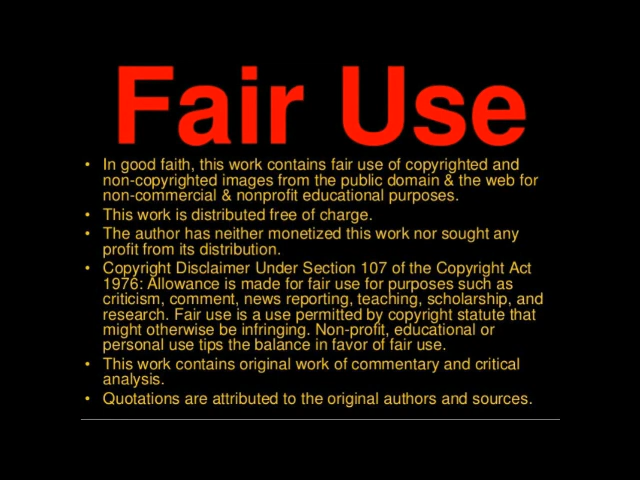 Fair Use
• In good faith, this work contains fair use of copyrighted and
non-copyrighted images from the public domain & the web for
non-commercial & nonprofit educational purposes.
• This work is distributed free of charge.
• The author has neither monetized this work nor sought any
profit from its distribution.
• Copyright Disclaimer Under Section 107 of the Copyright Act
1976: Allowance is made for fair use for purposes such as
criticism, comment, news reporting, teaching, scholarship, and
research. Fair use is a use permitted by copyright statute that
might otherwise be infringing. Non-profit, educational or
personal use tips the balance in favor of fair use.
• This work contains original work of commentary and critical
analysis.
• Quotations are attributed to the original authors and sources.